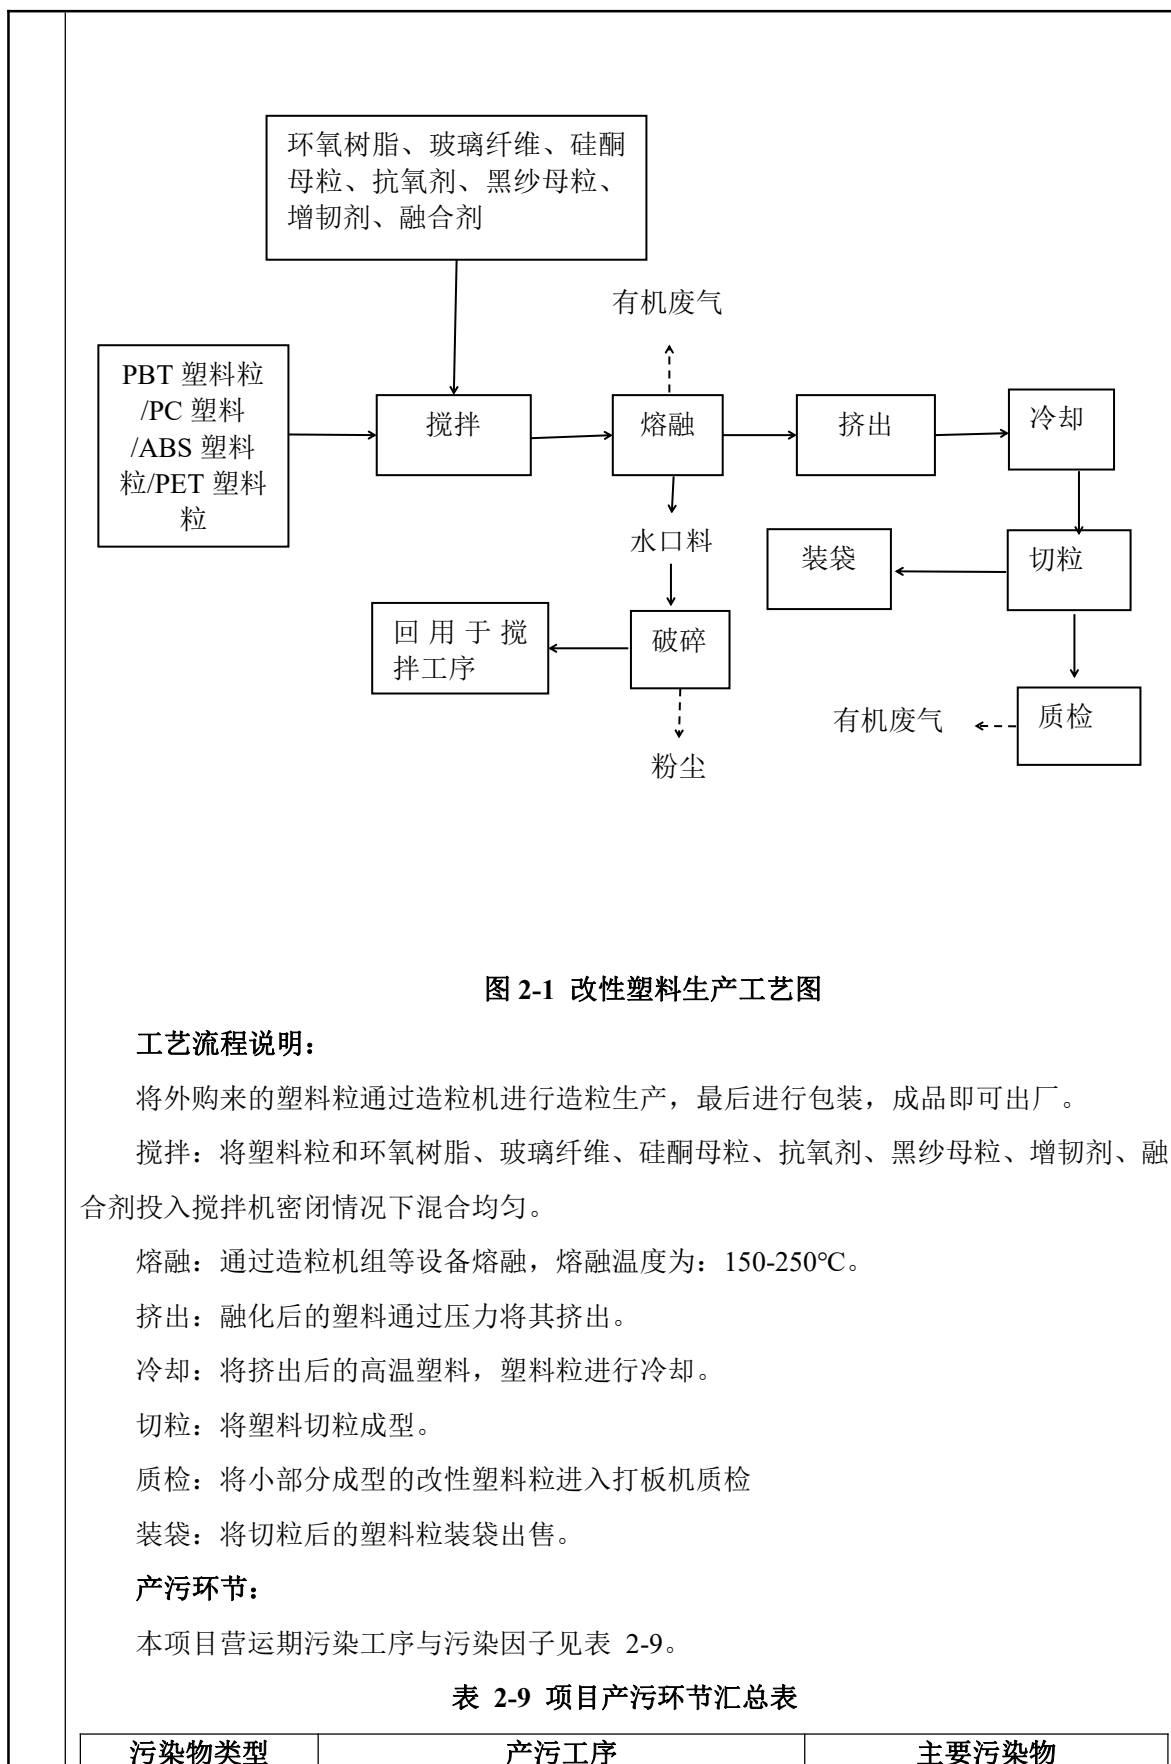 环氧树脂、玻璃纤维、硅酮
母粒、抗氧剂、黑纱母粒、
增韧剂、融合剂
有机废气
PBT 塑料粒
/PC 塑料
/ABS 塑料
粒/PET 塑料
粒
搅拌
熔融
挤出
冷却
水口料
装袋
切粒
回用于搅
拌工序
破碎
有机废气
质检
粉尘
图 2-1 改性塑料生产工艺图
工艺流程说明：
将外购来的塑料粒通过造粒机进行造粒生产，最后进行包装，成品即可出厂。
搅拌：将塑料粒和环氧树脂、玻璃纤维、硅酮母粒、抗氧剂、黑纱母粒、增韧剂、融
合剂投入搅拌机密闭情况下混合均匀。
熔融：通过造粒机组等设备熔融，熔融温度为：150-250℃。
挤出：融化后的塑料通过压力将其挤出。
冷却：将挤出后的高温塑料，塑料粒进行冷却。
切粒：将塑料切粒成型。
质检：将小部分成型的改性塑料粒进入打板机质检
装袋：将切粒后的塑料粒装袋出售。
产污环节：
本项目营运期污染工序与污染因子见表 2-9。
表 2-9 项目产污环节汇总表
污染物类型 产污工序 主要污染物